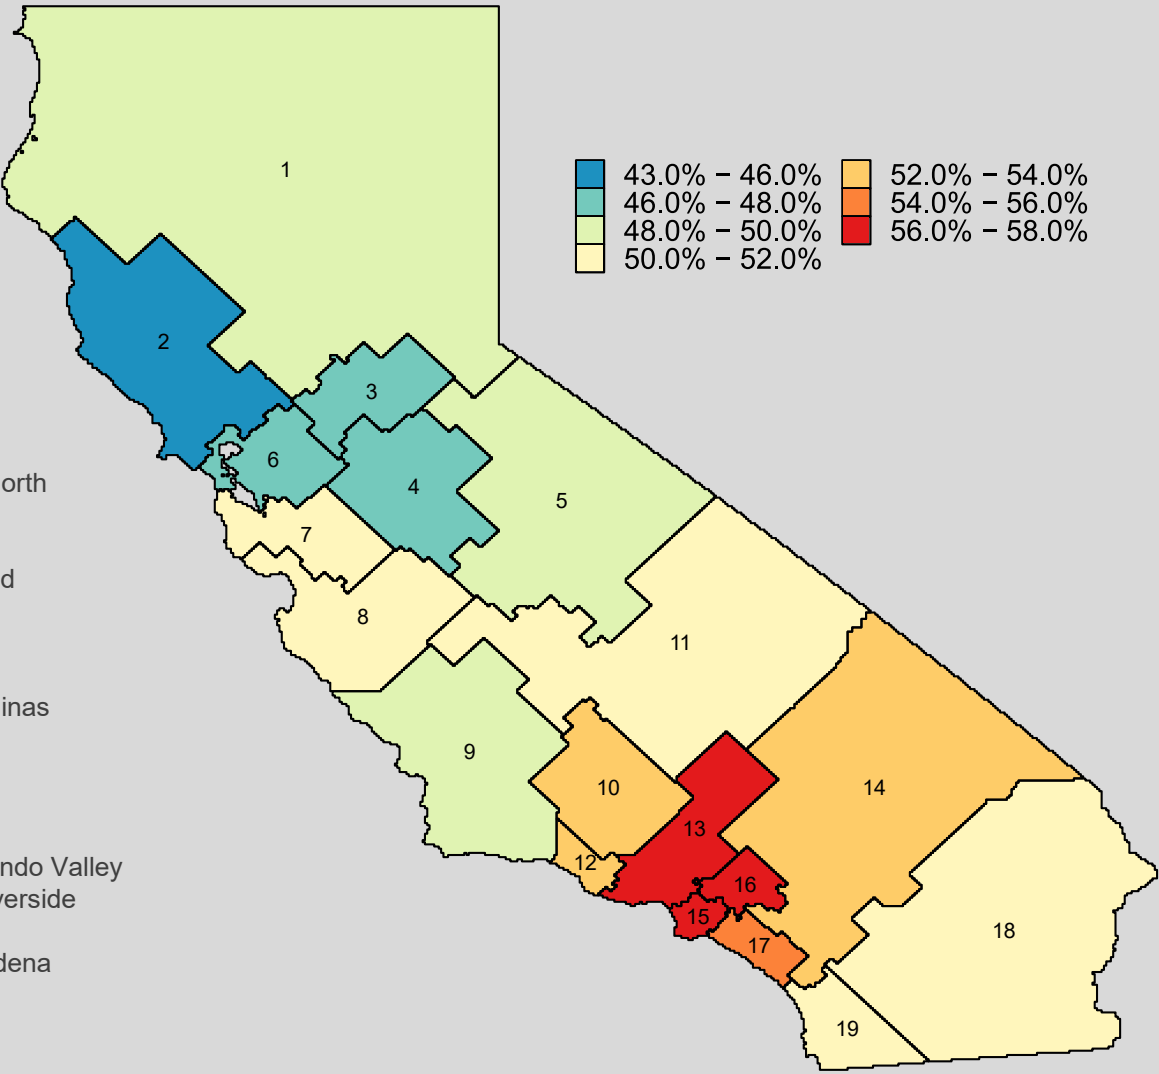 1
43.0% – 46.0%
46.0% – 48.0%
48.0% – 50.0%
50.0% – 52.0%
52.0% – 54.0%
54.0% – 56.0%
56.0% – 58.0%
2
3
6
4
orth
5
7
d
8
11
inas
9
10
14
13
12
ndo Valley
16
verside
15
18
17
dena
19